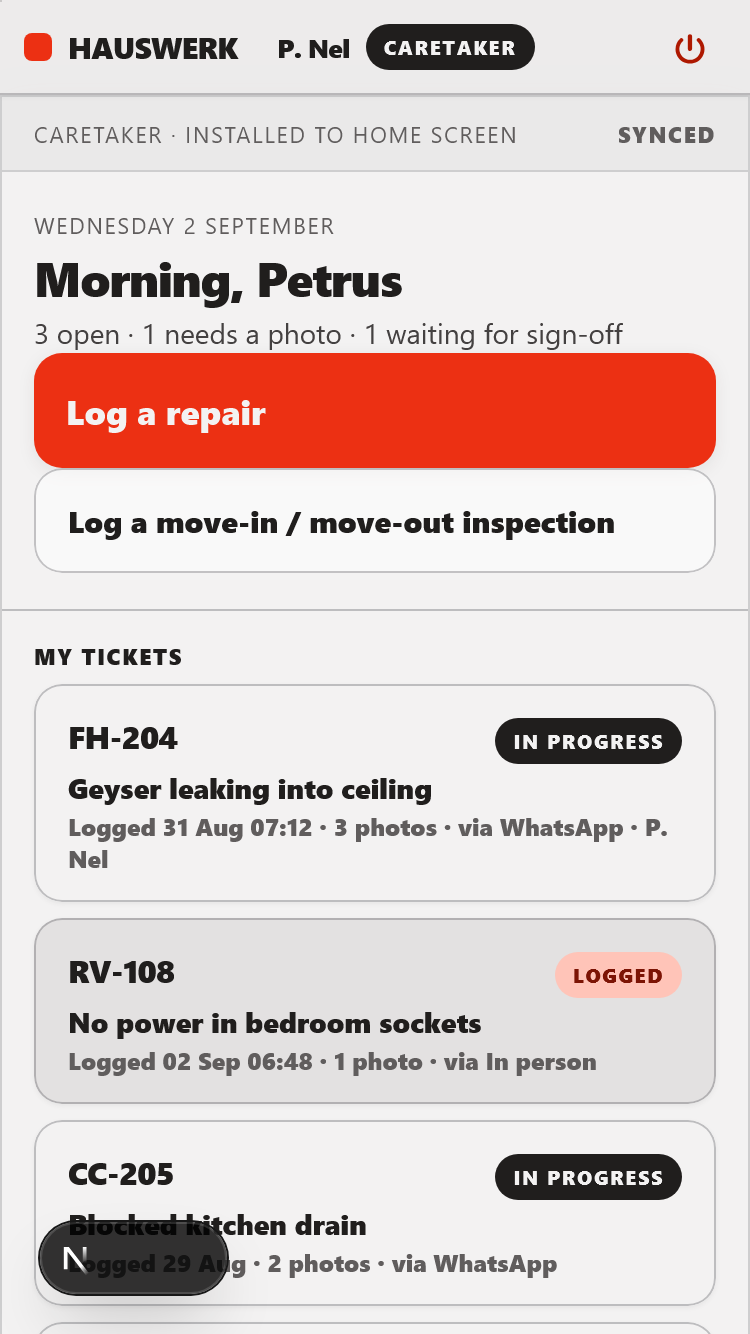 HAUSWERK P. Nel CARETAKER
CARETAKER · INSTALLED TO HOME SCREEN SYNCED
WEDNESDAY 2 SEPTEMBER
Morning, Petrus
3 open · 1 needs a photo · 1 waiting for sign-off
Log a repair
Log a move-in / move-out inspection
MY TICKETS
FH-204 IN PROGRESS
Geyser leaking into ceiling
Logged 31 Aug 07:12 · 3 photos · via WhatsApp · P.
Nel
RV-108 LOGGED
No power in bedroom sockets
Logged 02 Sep 06:48 · 1 photo · via In person
CC-205 IN PROGRESS
Blocked kitchen drain
Logged 29 Aug · 2 photos · via WhatsApp
N